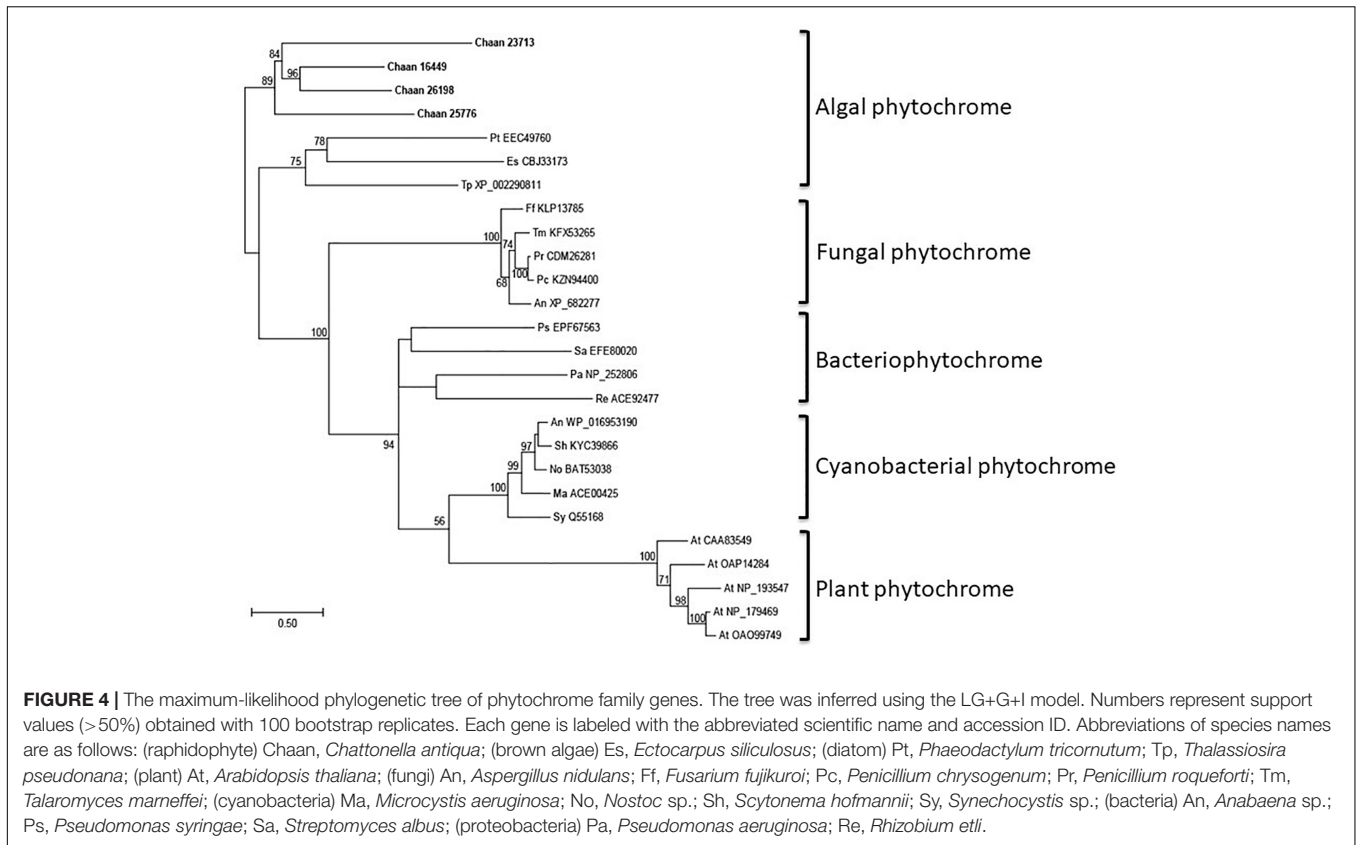 Chaan 23713
84
Chaan 16449
96
Chaan 26198
89
Chaan 25776
Algal phytochrome
Pt EEC49760
78
Es CBJ33173
75
Tp XP_002290811
Ff KLP13785
Tm KFX53265
100
74
Pr CDM26281
Fungal phytochrome
100
Pc KZN94400
68
An XP_682277
100
Ps EPF67563
Sa EFE80020
Bacteriophytochrome
Pa NP_252806
Re ACE92477
An WP_016953190
94
97
Sh KYC39866
99
No BAT53038
Cyanobacterial phytochrome
100
Ma ACE00425
56
Sy Q55168
At CAA83549
100
At OAP14284
71
At NP_193547
Plant phytochrome
98
At NP_179469
100
At OAO99749
0.50
FIGURE 4 | The maximum-likelihood phylogenetic tree of phytochrome family genes. The tree was inferred using the LG+G+I model. Numbers represent support
values (>50%) obtained with 100 bootstrap replicates. Each gene is labeled with the abbreviated scientific name and accession ID. Abbreviations of species names
are as follows: (raphidophyte) Chaan, Chattonella antiqua; (brown algae) Es, Ectocarpus siliculosus; (diatom) Pt, Phaeodactylum tricornutum; Tp, Thalassiosira
pseudonana; (plant) At, Arabidopsis thaliana; (fungi) An, Aspergillus nidulans; Ff, Fusarium fujikuroi; Pc, Penicillium chrysogenum; Pr, Penicillium roqueforti; Tm,
Talaromyces marneffei; (cyanobacteria) Ma, Microcystis aeruginosa; No, Nostoc sp.; Sh, Scytonema hofmannii; Sy, Synechocystis sp.; (bacteria) An, Anabaena sp.;
Ps, Pseudomonas syringae; Sa, Streptomyces albus; (proteobacteria) Pa, Pseudomonas aeruginosa; Re, Rhizobium etli.